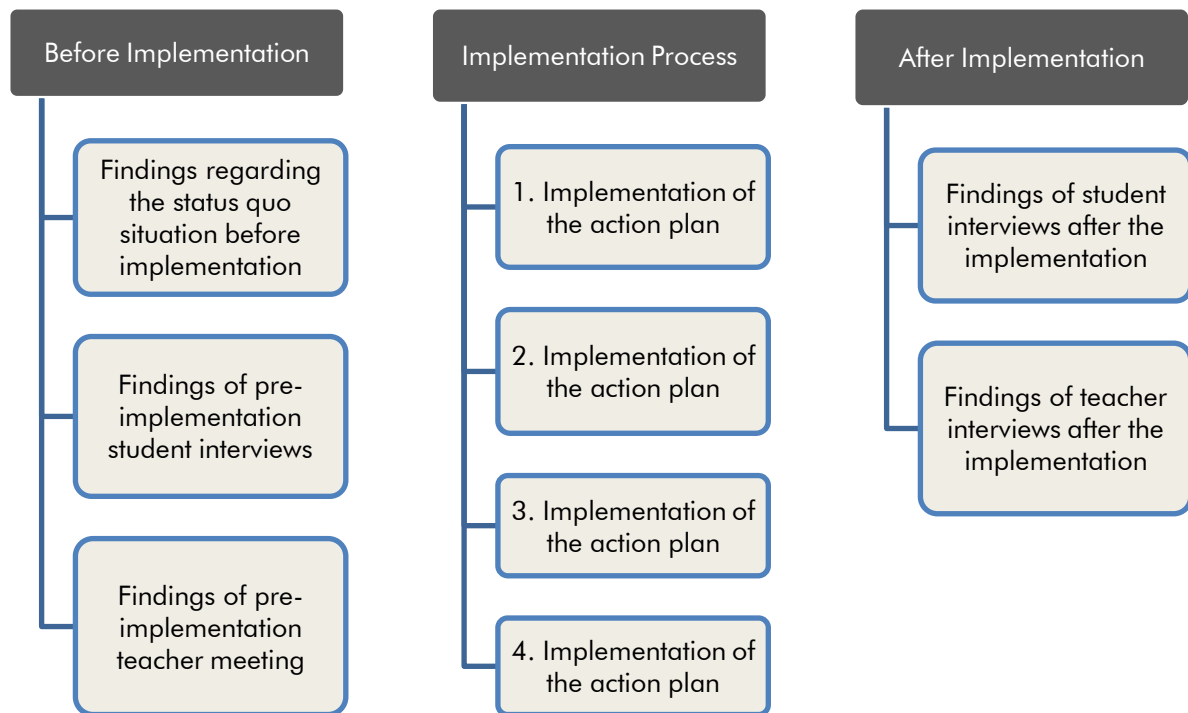 Before Implementation
Findings regarding
the status quo
situation before
implementation
Findings of pre-
implementation
student interviews
Findings of pre-
implementation
teacher meeting
Implementation Process
1. Implementation of
the action plan
2. Implementation of
the action plan
3. Implementation of
the action plan
4. Implementation of
the action plan
After Implementation
Findings of student
interviews after the
implementation
Findings of teacher
interviews after the
implementation